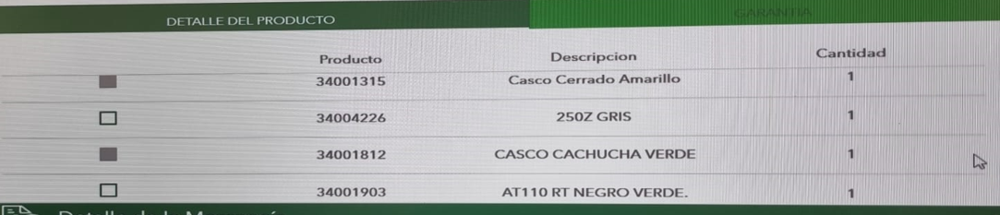 DETALLE DEL PRODUCTO GARANTIA
Producto Descripcion Cantidad
34001315 Casco Cerrado Amarillo 1
34004226 250Z GRIS 1
34001812 CASCO CACHUCHA VERDE 1
34001903 AT110 RT NEGRO VERDE. 1